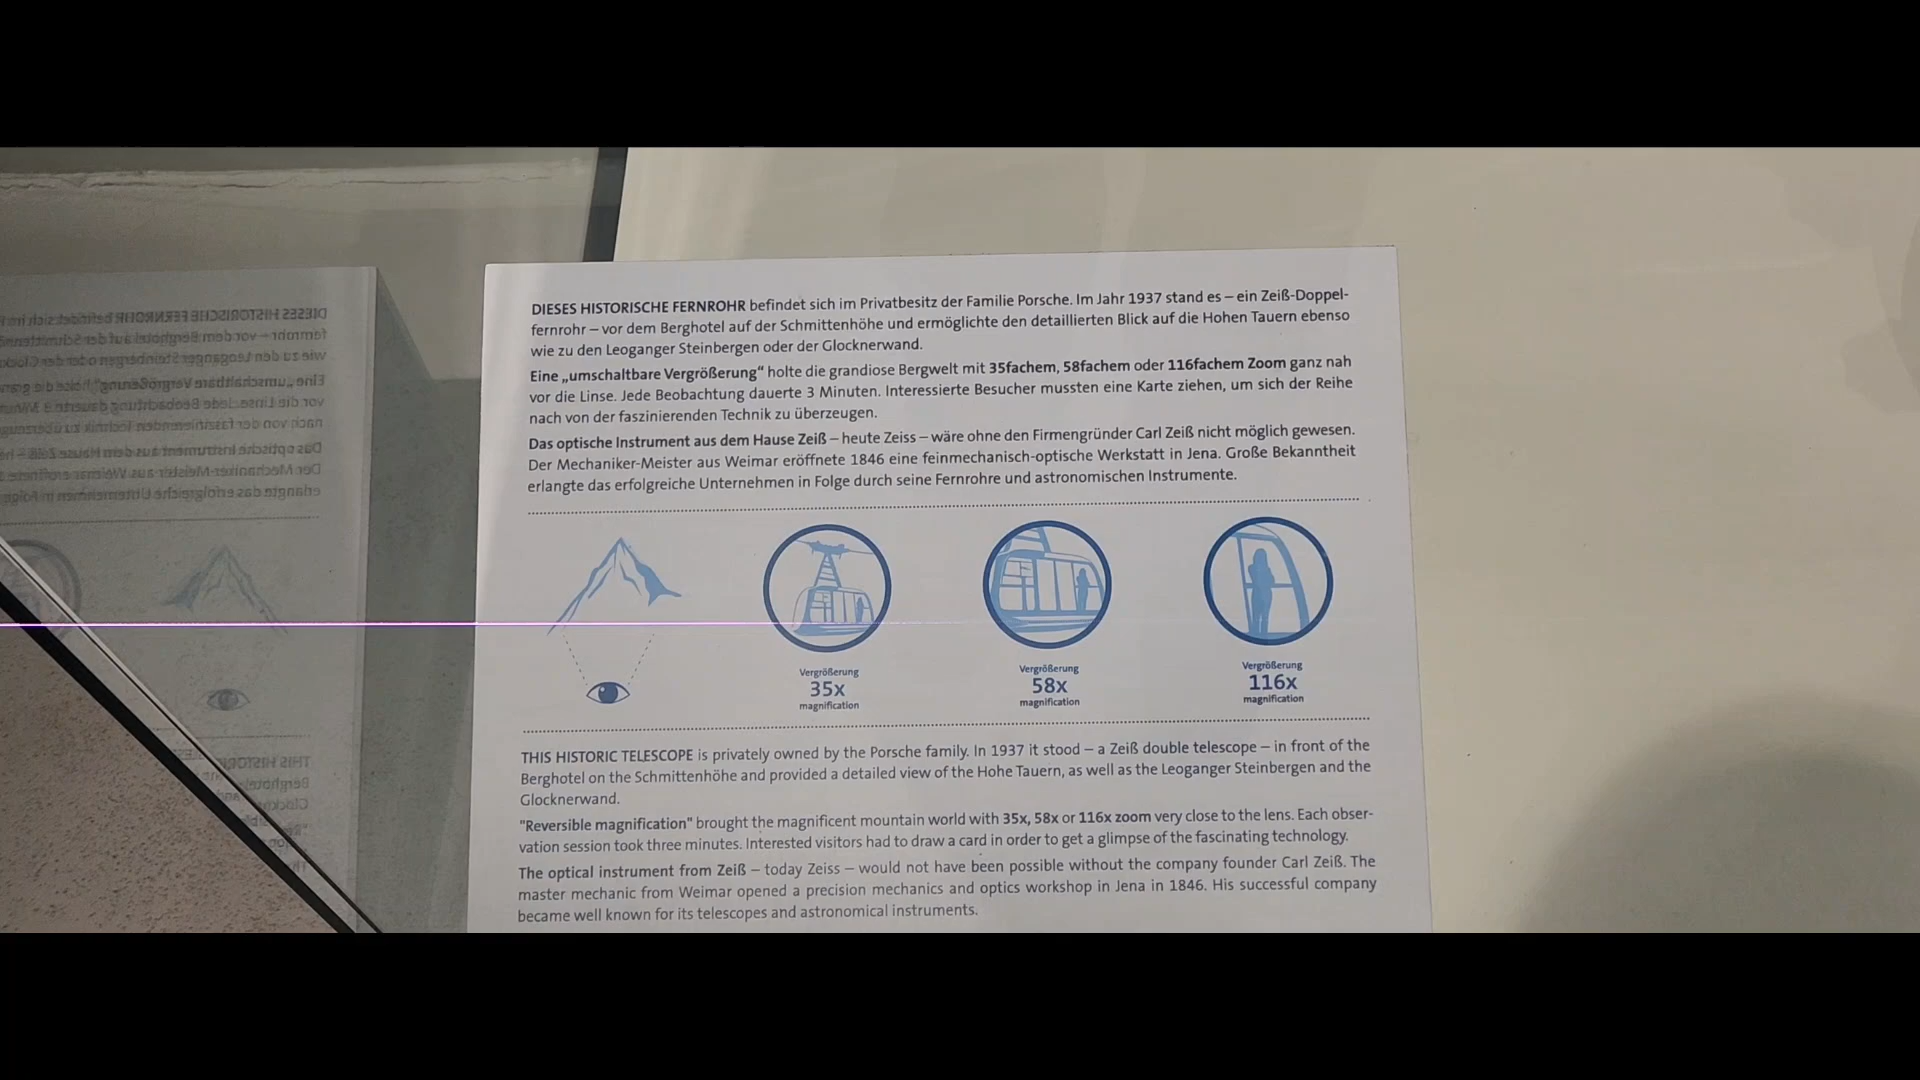 DIESES HISTORISCHE FERNROHR befindet sich im Privatbesitz der Familie Porsche. Im Jahr 1937 stand es – ein Zeiß-Doppel-
fernrohr – vor dem Berghotel auf der Schmittenhöhe und ermöglichte den detaillierten Blick auf die Hohen Tauern ebenso
wie zu den Leoganger Steinbergen oder der Glocknerwand.
Eine „umschaltbare Vergrößerung“ holte die grandiose Bergwelt mit 35fachem, 58fachem oder 116fachem Zoom ganz nah
vor die Linse. Jede Beobachtung dauerte 3 Minuten. Interessierte Besucher mussten eine Karte ziehen, um sich der Reihe
nach von der faszinierenden Technik zu überzeugen.
Das optische Instrument aus dem Hause Zeiß – heute Zeiss – wäre ohne den Firmengründer Carl Zeiß nicht möglich gewesen.
Der Mechaniker-Meister aus Weimar eröffnete 1846 eine feinmechanisch-optische Werkstatt in Jena. Große Bekanntheit
erlangte das erfolgreiche Unternehmen in Folge durch seine Fernrohre und astronomischen Instrumente.
Vergrößerung
35x
magnification
Vergrößerung
58x
magnification
Vergrößerung
116x
magnification
THIS HISTORIC TELESCOPE is privately owned by the Porsche family. In 1937 it stood – a Zeiß double telescope – in front of the
Berghotel on the Schmittenhöhe and provided a detailed view of the Hohe Tauern, as well as the Leoganger Steinbergen and the
Glocknerwand.
"Reversible magnification" brought the magnificent mountain world with 35x, 58x or 116x zoom very close to the lens. Each obser-
vation session took three minutes. Interested visitors had to draw a card in order to get a glimpse of the fascinating technology.
The optical instrument from Zeiß – today Zeiss – would not have been possible without the company founder Carl Zeiß. The
master mechanic from Weimar opened a precision mechanics and optics workshop in Jena in 1846. His successful company
became well known for its telescopes and astronomical instruments.